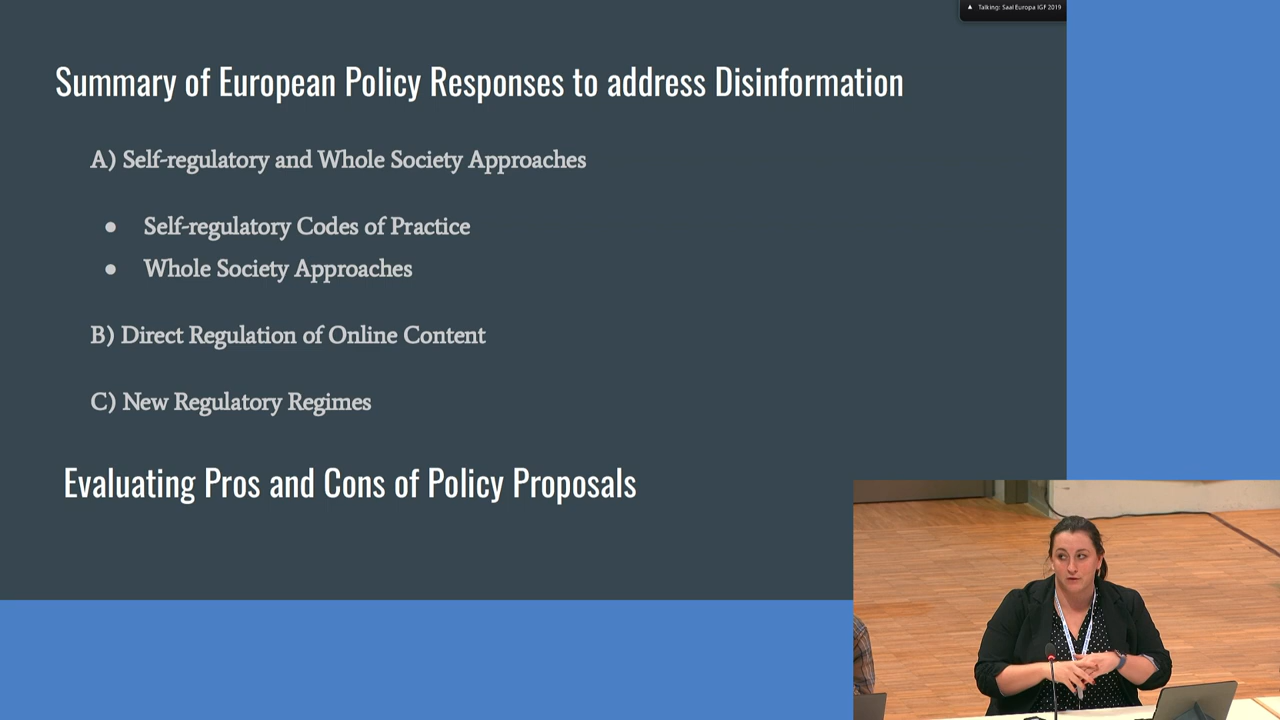 Talking: Saal Europa IGF 2019
Summary of European Policy Responses to address Disinformation
A) Self-regulatory and Whole Society Approaches
● Self-regulatory Codes of Practice
● Whole Society Approaches
B) Direct Regulation of Online Content
C) New Regulatory Regimes
Evaluating Pros and Cons of Policy Proposals